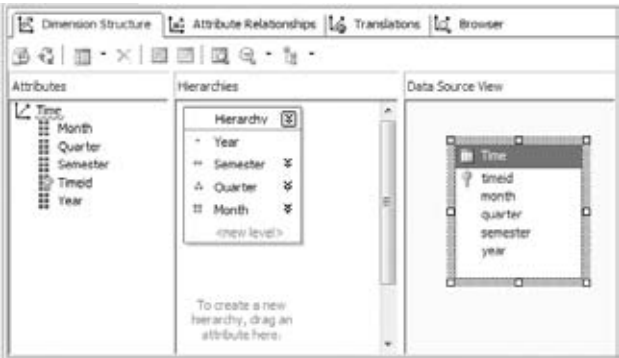 Dimension Structure Attribute Relationships Translations Browser
Attributes Hierarchies Data Source View
Time
Month
Quarter
Semester
Timeid
Year
Hierarchy
Year
Semester
Quarter
Month
<new level>
To create a new
hierarchy, drag an
attribute here.
Time
timeid
month
quarter
semester
year